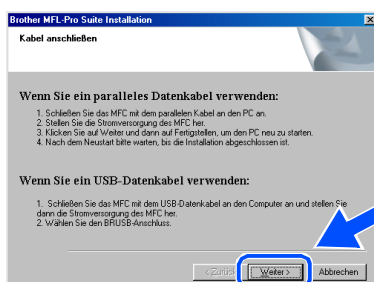 Brother MFL-Pro Suite Installation
Kabel anschließen
Wenn Sie ein paralleles Datenkabel verwenden:
1. Schließen Sie das MFC mit dem parallelen Kabel an den PC an.
2. Stellen Sie die Stromversorgung des MFC her.
3. Klicken Sie auf Weiter und dann auf Fertigstellen, um den PC neu zu starten.
4. Nach dem Neustart bitte warten, bis die Installation abgeschlossen ist.
Wenn Sie ein USB-Datenkabel verwenden:
1. Schließen Sie das MFC mit dem USB-Datenkabel an den Computer an und stellen Sie
dann die Stromversorgung des MFC her.
2. Wählen Sie den BRUSB-Anschluss.
< Zurück Weiter > Abbrechen